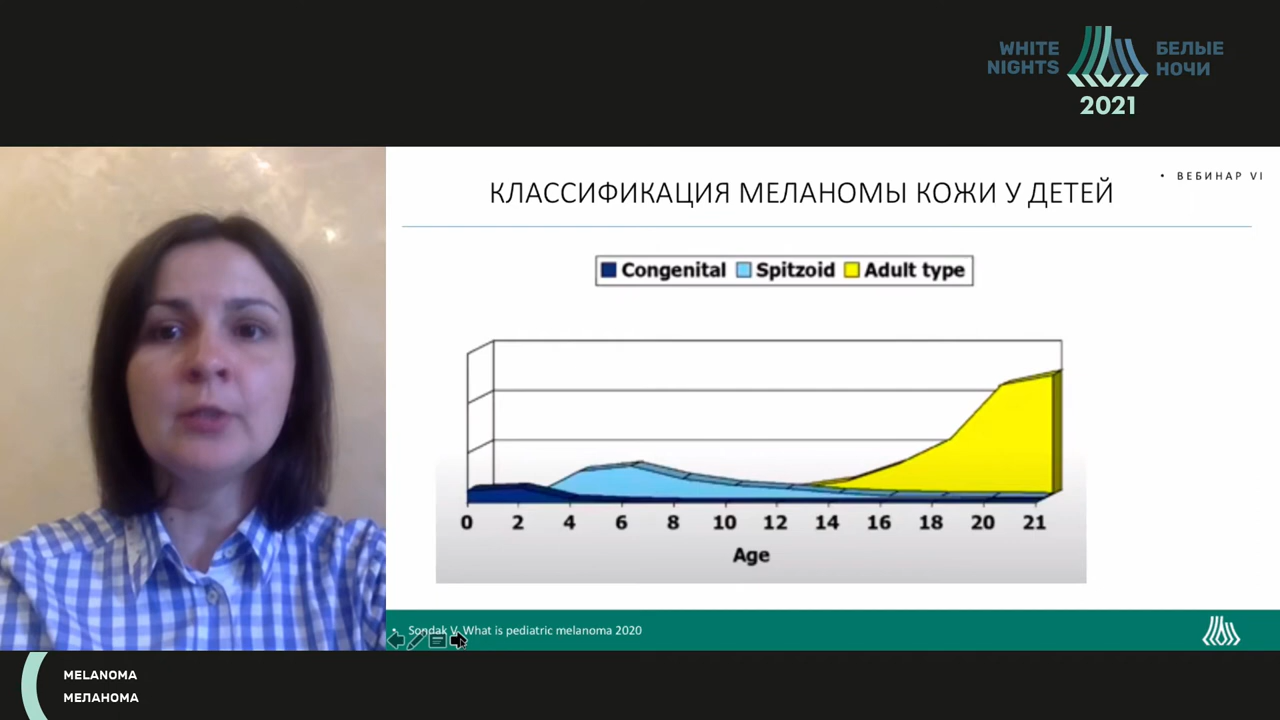 WHITE
NIGHTS
БЕЛЫЕ
НОЧИ
2021
• ВЕБИНАР VI
КЛАССИФИКАЦИЯ МЕЛАНОМЫ КОЖИ У ДЕТЕЙ
Congenital Spitzoid Adult type
0 2 4 6 8 10 12 14 16 18 20 21
Age
• Sondak V. What is pediatric melanoma 2020
MELANOMA
МЕЛАНОМА